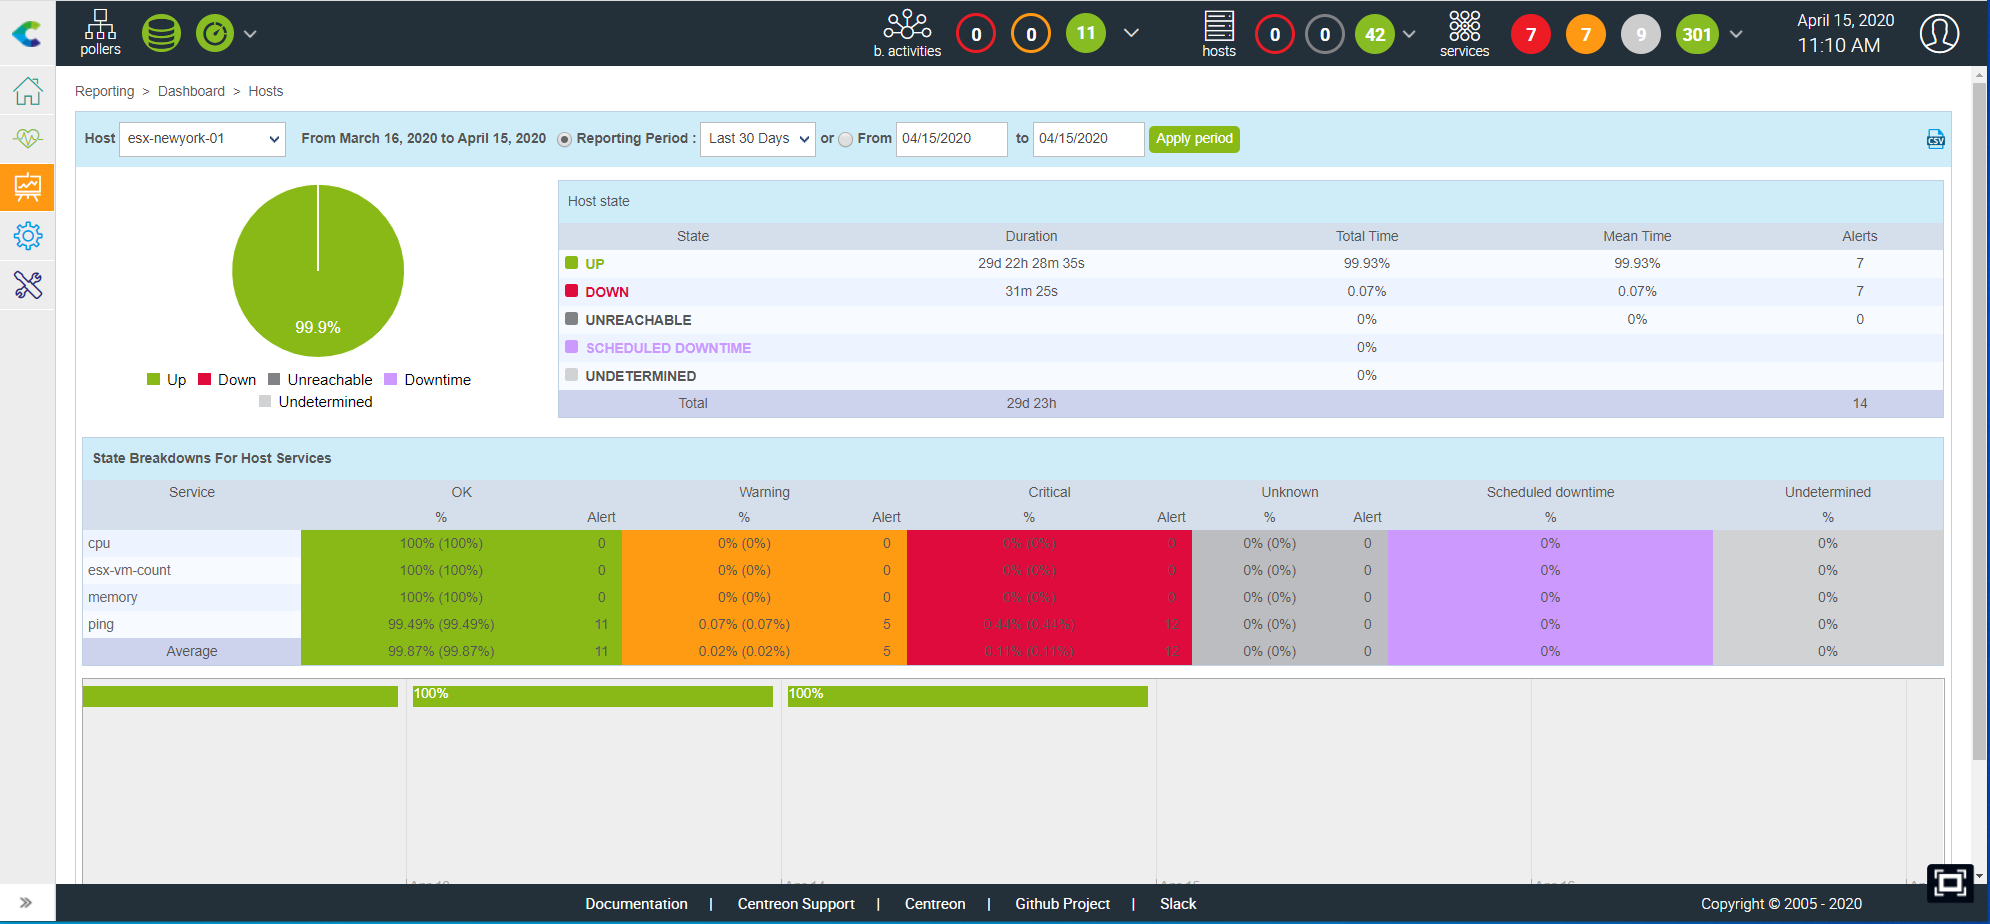 pollers
b. activities 0 0 11
hosts 0 0 42
services 7 7 9 301
April 15, 2020
11:10 AM
Reporting > Dashboard > Hosts
Host esx-newyork-01 From March 16, 2020 to April 15, 2020 Reporting Period : Last 30 Days or From 04/15/2020 to 04/15/2020 Apply period
CSV
99.9%
Up Down Unreachable Downtime
Undetermined
Host state
State Duration Total Time Mean Time Alerts
UP 29d 22h 28m 35s 99.93% 99.93% 7
DOWN 31m 25s 0.07% 0.07% 7
UNREACHABLE 0% 0% 0
SCHEDULED DOWNTIME 0%
UNDETERMINED 0%
Total 29d 23h 14
State Breakdowns For Host Services
Service OK Warning Critical Unknown Scheduled downtime Undetermined
% Alert % Alert % Alert % Alert % %
cpu 100% (100%) 0 0% (0%) 0 0% (0%) 0 0% (0%) 0 0% 0%
esx-vm-count 100% (100%) 0 0% (0%) 0 0% (0%) 0 0% (0%) 0 0% 0%
memory 100% (100%) 0 0% (0%) 0 0% (0%) 0 0% (0%) 0 0% 0%
ping 99.49% (99.49%) 11 0.07% (0.07%) 5 0.44% (0.44%) 12 0% (0%) 0 0% 0%
Average 99.87% (99.87%) 11 0.02% (0.02%) 5 0.11% (0.11%) 12 0% (0%) 0 0% 0%
100% 100%
Apr 13 Apr 14 Apr 15 Apr 16
Documentation | Centreon Support | Centreon | Github Project | Slack
Copyright © 2005 - 2020